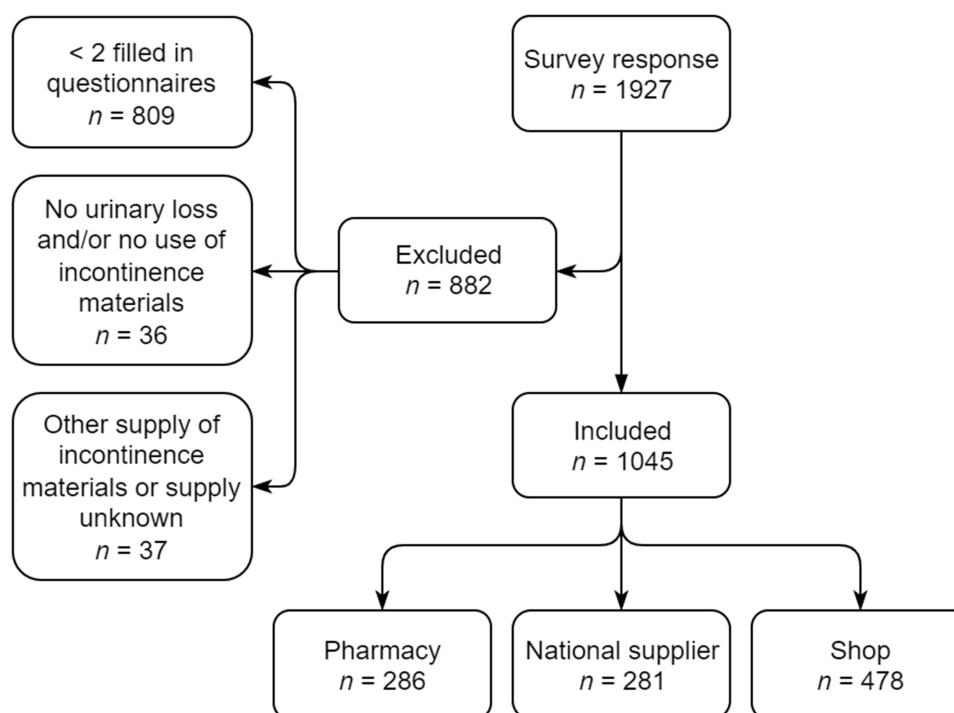 Survey response
n = 1927
< 2 filled in
questionnaires
n = 809
No urinary loss
and/or no use of
incontinence
materials
n = 36
Excluded
n = 882
Other supply of
incontinence
materials or supply
unknown
n = 37
Included
n = 1045
Pharmacy
n = 286
National supplier
n = 281
Shop
n = 478